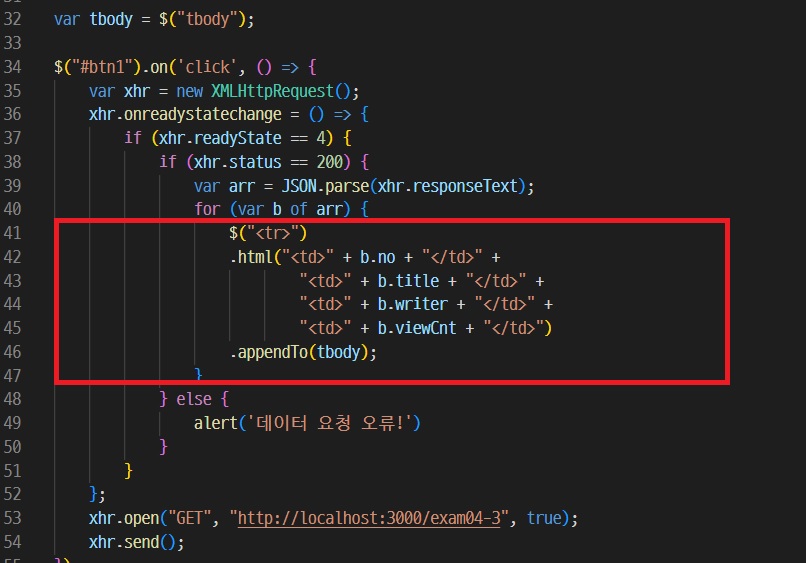 32 var tbody = $("tbody");
33
34 $("#btn1").on('click', () => {
35     var xhr = new XMLHttpRequest();
36     xhr.onreadystatechange = () => {
37         if (xhr.readyState == 4) {
38             if (xhr.status == 200) {
39                 var arr = JSON.parse(xhr.responseText);
40                 for (var b of arr) {
41                     $("<tr>")
42                     .html("<td>" + b.no + "</td>" +
43                             "<td>" + b.title + "</td>" +
44                             "<td>" + b.writer + "</td>" +
45                             "<td>" + b.viewCnt + "</td>")
46                     .appendTo(tbody);
47                 }
48             } else {
49                 alert('데이터 요청 오류!')
50             }
51         }
52     };
53     xhr.open("GET", "http://localhost:3000/exam04-3", true);
54     xhr.send();